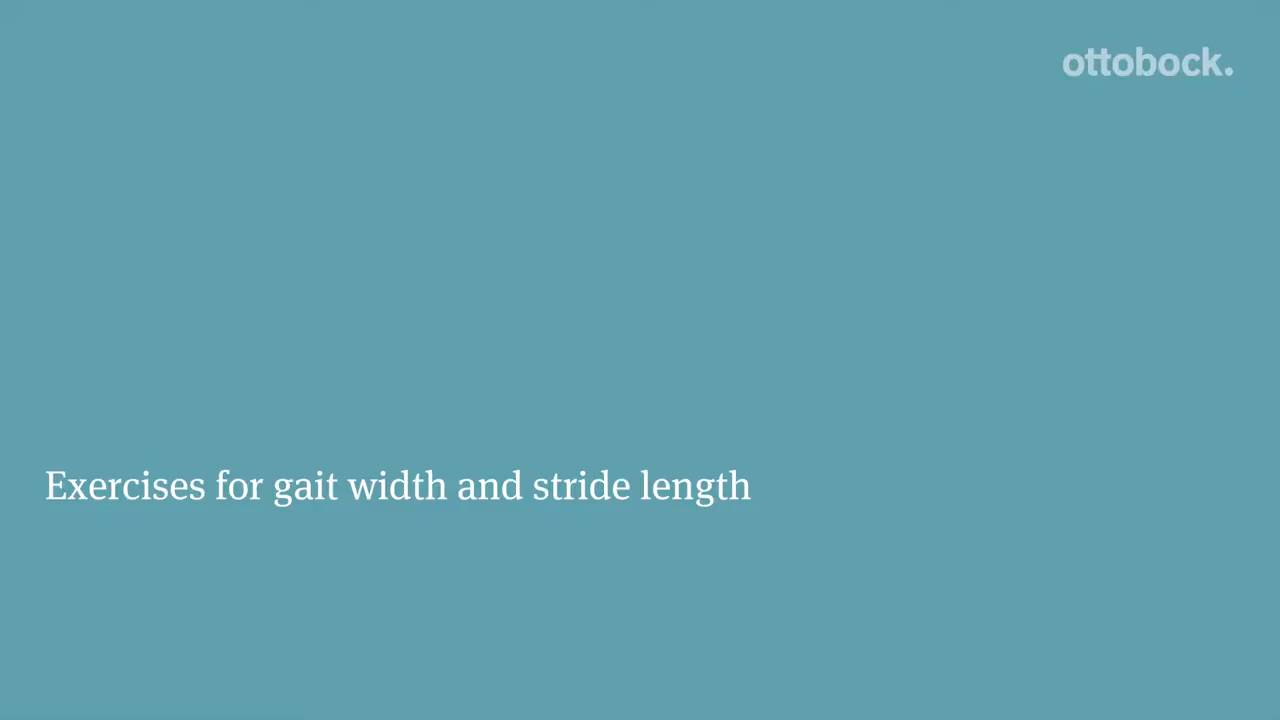 ottobock.
Exercises for gait width and stride length